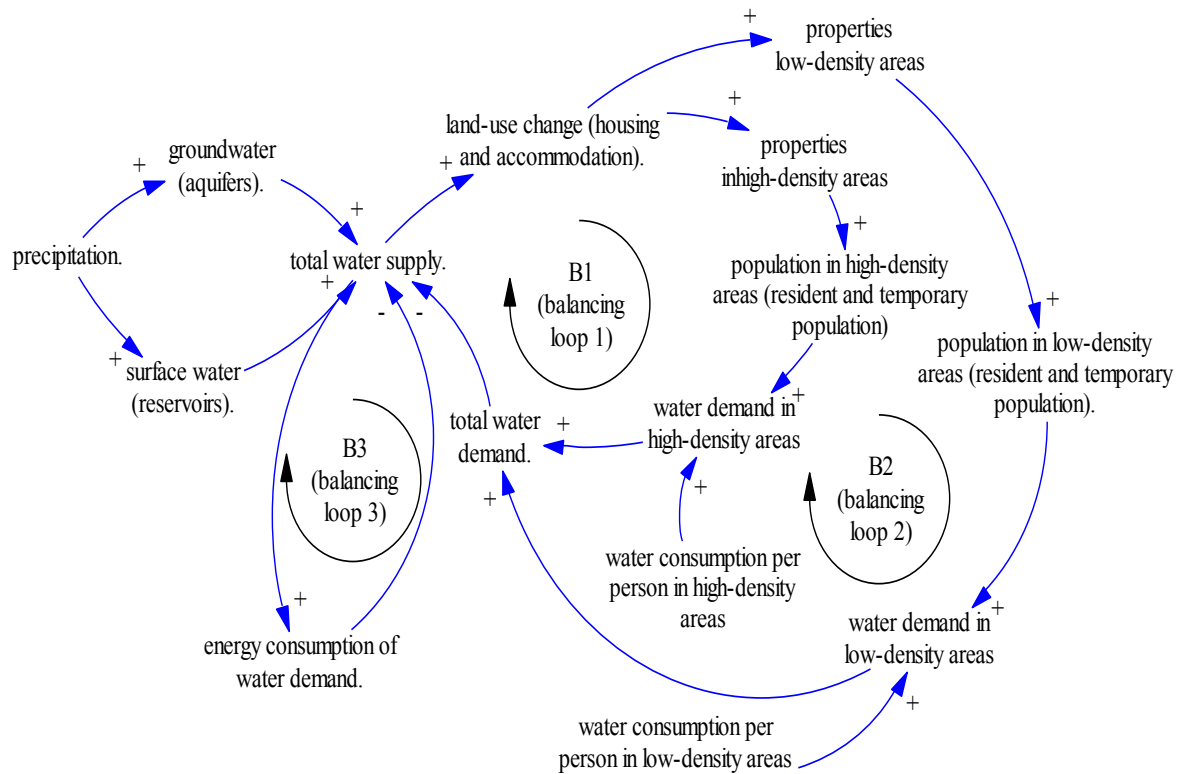 +
properties
low-density areas
land-use change (housing
and accommodation).
+
+
properties
inhigh-density areas
+
groundwater
(aquifers).
+
precipitation.
+
surface water
(reservoirs).
+
total water supply.
+
-
-
B1
(balancing
loop 1)
+
population in high-density
areas (resident and temporary
population)
+
population in low-density
areas (resident and temporary
population).
+
water demand in
high-density areas
+
total water
demand.
+
B3
(balancing
loop 3)
B2
(balancing
loop 2)
+
water consumption per
person in high-density
areas
+
energy consumption of
water demand.
+
water demand in
low-density areas
+
water consumption per
person in low-density areas